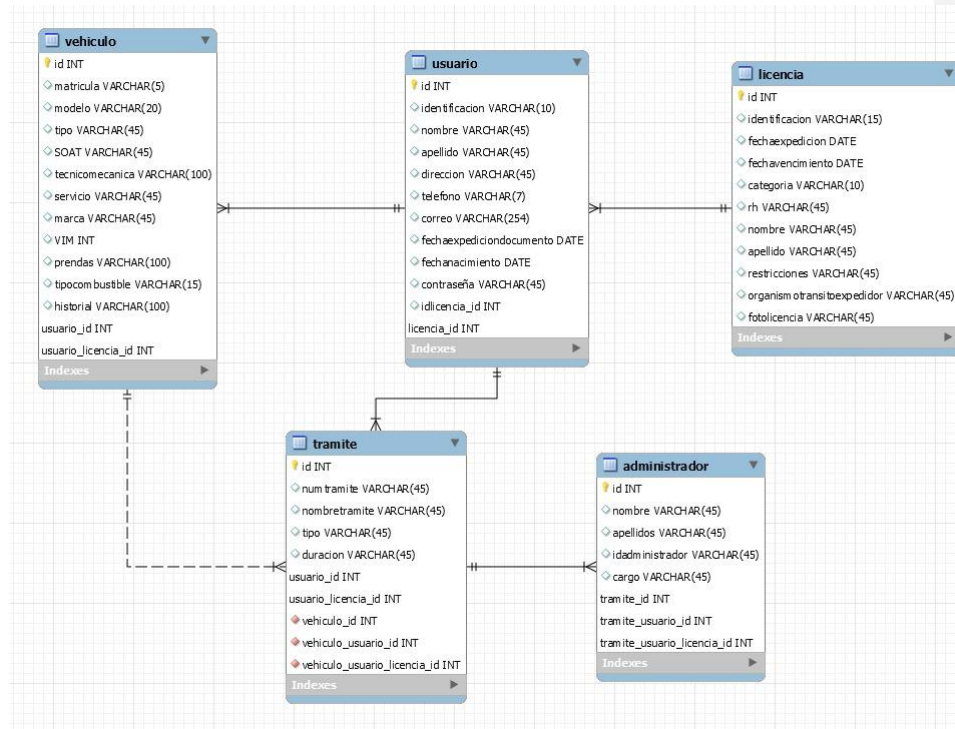 vehiculo
id INT
matricula VARCHAR(5)
modelo VARCHAR(20)
tipo VARCHAR(45)
SOAT VARCHAR(45)
tecnicomecanica VARCHAR(100)
servicio VARCHAR(45)
marca VARCHAR(45)
VIM INT
prendas VARCHAR(100)
tipocombustible VARCHAR(15)
historial VARCHAR(100)
usuario_id INT
usuario_licencia_id INT
Indexes
usuario
id INT
identificacion VARCHAR(10)
nombre VARCHAR(45)
apellido VARCHAR(45)
direccion VARCHAR(45)
telefono VARCHAR(7)
correo VARCHAR(254)
fechaexpediciondocumento DATE
fechanacimiento DATE
contraseña VARCHAR(45)
idlicencia_id INT
licencia_id INT
Indexes
licencia
id INT
identificacion VARCHAR(15)
fechaexpedicion DATE
fechavencimiento DATE
categoria VARCHAR(10)
rh VARCHAR(45)
nombre VARCHAR(45)
apellido VARCHAR(45)
restricciones VARCHAR(45)
organismotransitoexpedidor VARCHAR(45)
fotolicencia VARCHAR(45)
Indexes
tramite
id INT
numtramite VARCHAR(45)
nombretramite VARCHAR(45)
tipo VARCHAR(45)
duracion VARCHAR(45)
usuario_id INT
usuario_licencia_id INT
vehiculo_id INT
vehiculo_usuario_id INT
vehiculo_usuario_licencia_id INT
Indexes
administrador
id INT
nombre VARCHAR(45)
apellidos VARCHAR(45)
idadministrador VARCHAR(45)
cargo VARCHAR(45)
tramite_id INT
tramite_usuario_id INT
tramite_usuario_licencia_id INT
Indexes